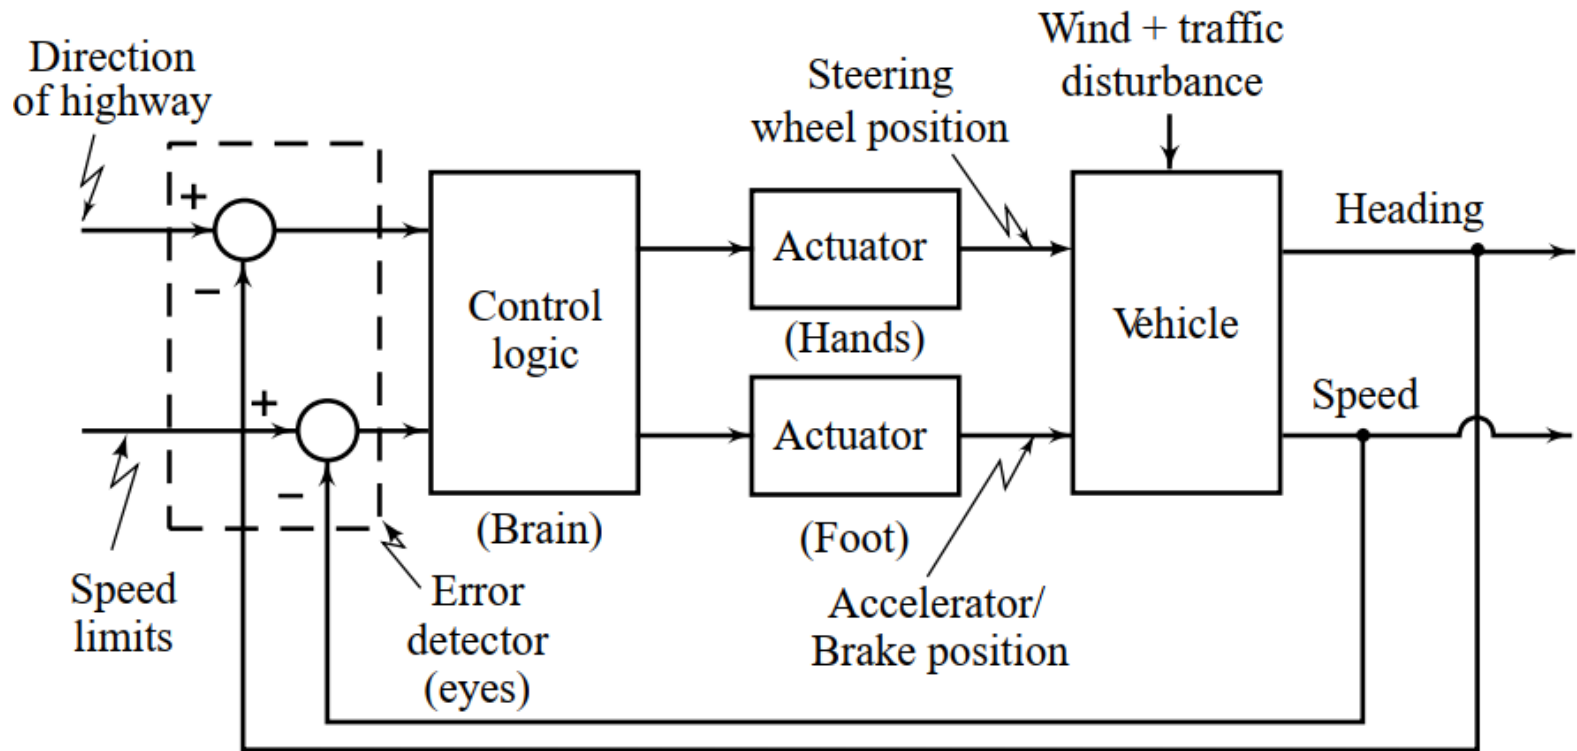 Direction
of highway
Steering
wheel position
Wind + traffic
disturbance
+
−
Control
logic
(Brain)
Actuator
(Hands)
Vehicle
Heading
+
−
Actuator
(Foot)
Speed
Speed
limits
Error
detector
(eyes)
Accelerator/
Brake position